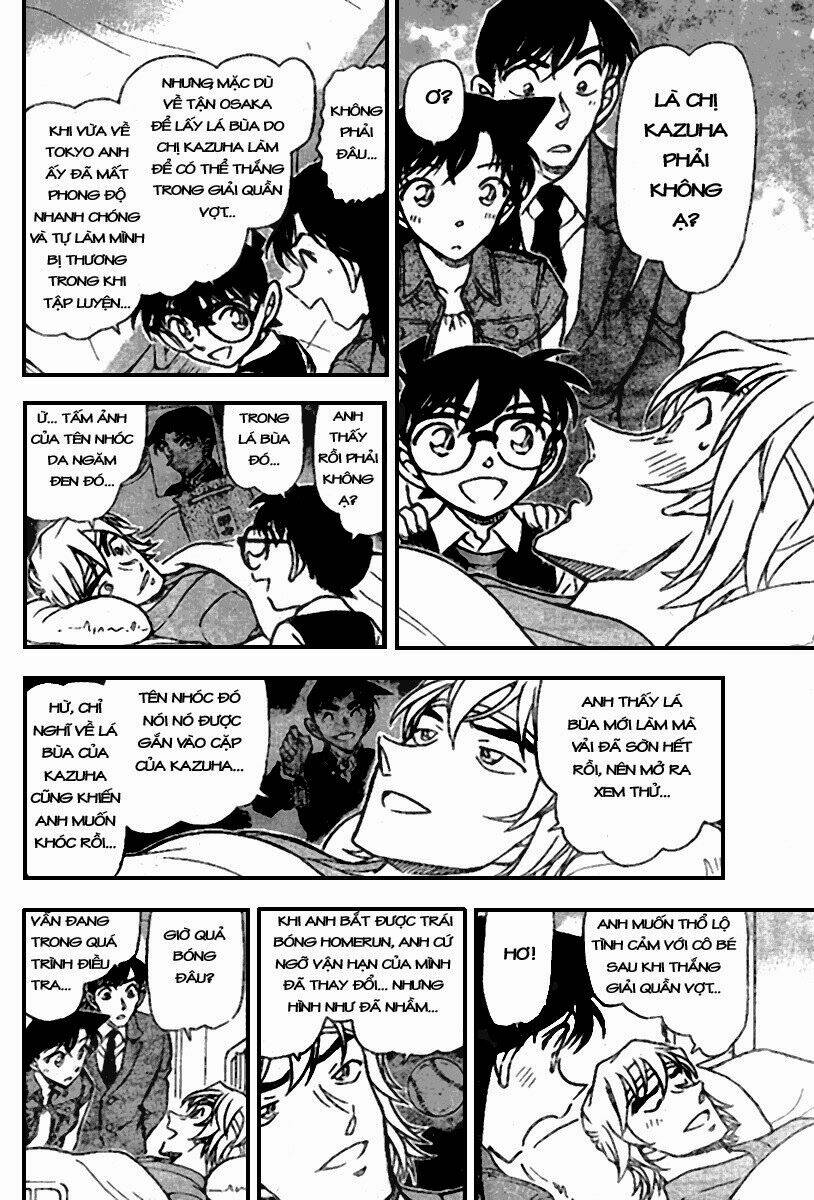 LÀ CHỊ
KAZUHA
PHẢI
KHÔNG
Ạ?
Ơ?
KHÔNG
PHẢI
ĐÂU...
NHƯNG MẶC DÙ
VỀ TẬN OSAKA
ĐỂ LẤY LÁ BÙA DO
CHỊ KAZUHA LÀM
ĐỂ CÓ THỂ THẮNG
TRONG GIẢI QUẦN
VỢT...
KHI VỪA VỀ
TOKYO ANH
ẤY ĐÃ MẤT
PHONG ĐỘ
NHANH CHÓNG
VÀ TỰ LÀM MÌNH
BỊ THƯƠNG
TRONG KHI
TẬP LUYỆN...
ANH
THẤY
RỒI PHẢI
KHÔNG
Ạ?
TRONG
LÁ BÙA
ĐÓ...
Ừ... TẤM ẢNH
CỦA TÊN NHÓC
DA NGĂM
ĐEN ĐÓ...
ANH THẤY LÁ
BÙA MỚI LÀM MÀ
VẢI ĐÃ SỜN HẾT
RỒI, NÊN MỞ RA
XEM THỬ...
TÊN NHÓC ĐÓ
NÓI NÓ ĐƯỢC
GẮN VÀO CẶP
CỦA KAZUHA...
HỪ, CHỈ
NGHĨ VỀ LÁ
BÙA CỦA
KAZUHA
CŨNG KHIẾN
ANH MUỐN
KHÓC RỒI...
ANH MUỐN THỔ LỘ
TÌNH CẢM VỚI CÔ BÉ
SAU KHI THẮNG
GIẢI QUẦN VỢT...
HƠ!
KHI ANH BẮT ĐƯỢC TRÁI
BÓNG HOMERUN, ANH CỨ
NGỠ VẬN HẠN CỦA MÌNH
ĐÃ THAY ĐỔI... NHƯNG
HÌNH NHƯ ĐÃ NHẦM...
GIỜ QUẢ
BÓNG
ĐÂU?
VẪN ĐANG
TRONG QUÁ
TRÌNH ĐIỀU
TRA...